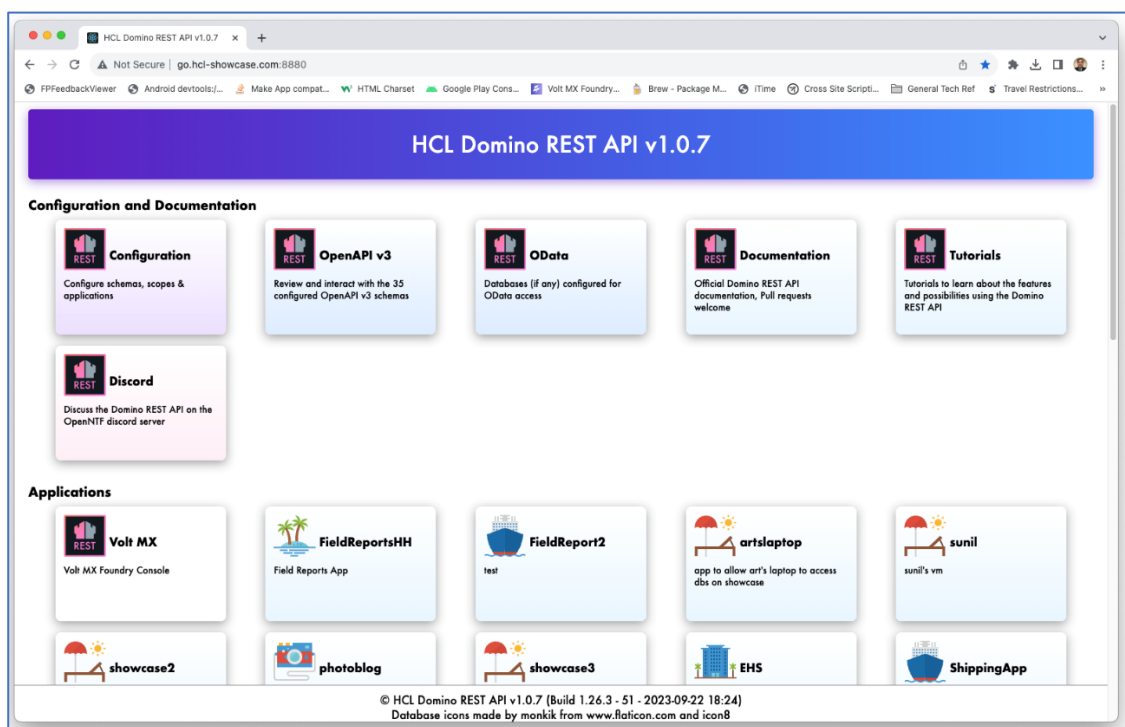 HCL Domino REST API v1.0.7
Not Secure | go.hcl-showcase.com:8880
FPFeedbackViewer Android devtools:/... Make App compat... HTML Charset Google Play Cons... Volt MX Foundry... Brew - Package M... iTime Cross Site Scripti... General Tech Ref Travel Restrictions... »
HCL Domino REST API v1.0.7
Configuration and Documentation
REST Configuration
Configure schemas, scopes &
applications
REST OpenAPI v3
Review and interact with the 35
configured OpenAPI v3 schemas
REST OData
Databases (if any) configured for
OData access
REST Documentation
Official Domino REST API
documentation, Pull requests
welcome
REST Tutorials
Tutorials to learn about the features
and possibilities using the Domino
REST API
REST Discord
Discuss the Domino REST API on the
OpenNTF discord server
Applications
REST Volt MX
Volt MX Foundry Console
FieldReportsHH
Field Reports App
FieldReport2
test
artslaptop
app to allow art's laptop to access
dbs on showcase
sunil
sunil's vm
showcase2
photoblog
showcase3
EHS
ShippingApp
© HCL Domino REST API v1.0.7 (Build 1.26.3 - 51 - 2023-09-22 18:24)
Database icons made by monkik from www.flaticon.com and icon8